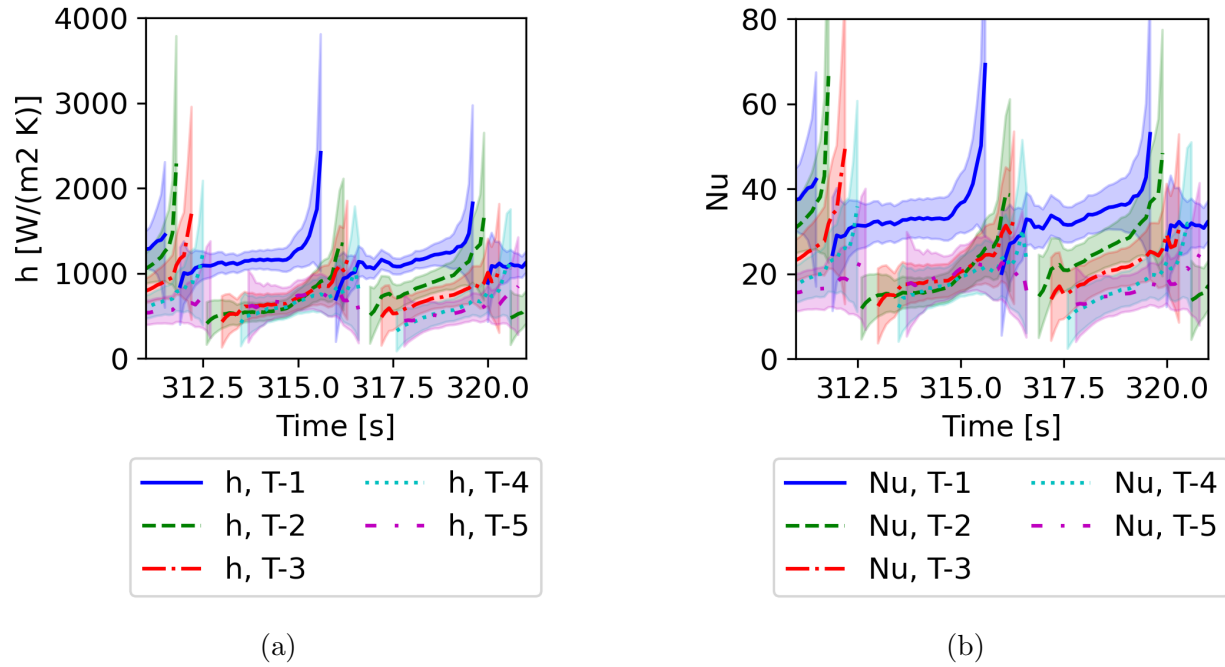 4000
3000
2000
1000
0
h [W/(m2 K)]
312.5 315.0 317.5 320.0
Time [s]
h, T-1
h, T-2
h, T-3
h, T-4
h, T-5
(a)
80
60
40
20
0
Nu
312.5 315.0 317.5 320.0
Time [s]
Nu, T-1
Nu, T-2
Nu, T-3
Nu, T-4
Nu, T-5
(b)